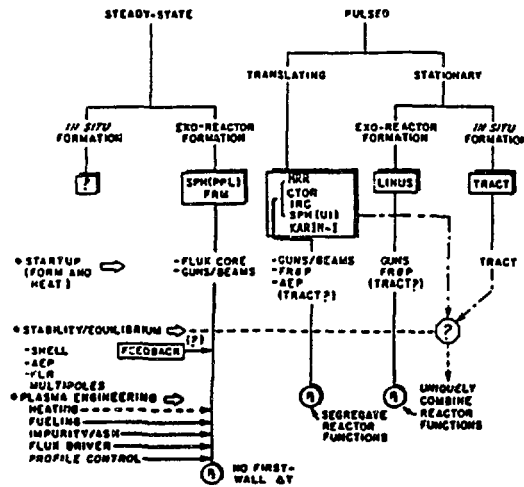 STEADY-STATE
PULSED
TRANSLATING
STATIONARY
IN SITU
FORMATION
EXO-REACTOR
FORMATION
EXO-REACTOR
FORMATION
IN SITU
FORMATION
?
SPH(PPL)
FRM
MRR
CTOR
IRC
SPH(UI)
KARIN-I
LINUS
TRACT
* STARTUP
(FORM AND
HEAT)
-FLUX CORE
-GUNS/BEAMS
-GUNS/BEAMS
-FRθP
-AEP
(TRACT?)
GUNS
FRθP
(TRACT?)
TRACT
* STABILITY/EQUILIBRIUM
(?)
?
-SHELL
-AEP
-FLR
MULTIPOLES
FEEDBACK
* PLASMA ENGINEERING
HEATING
FUELING
IMPURITY/ASH
FLUX DRIVER
PROFILE CONTROL
NO FIRST-
WALL ΔT
SEGREGATE
REACTOR
FUNCTIONS
UNIQUELY
COMBINE
REACTOR
FUNCTIONS